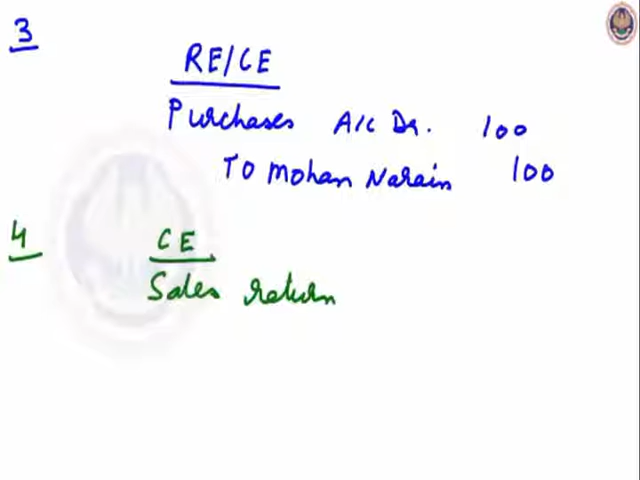 3
RE/CE
Purchases A/c Dr. 100
To Mohan Narain 100
4
CE
Sales return